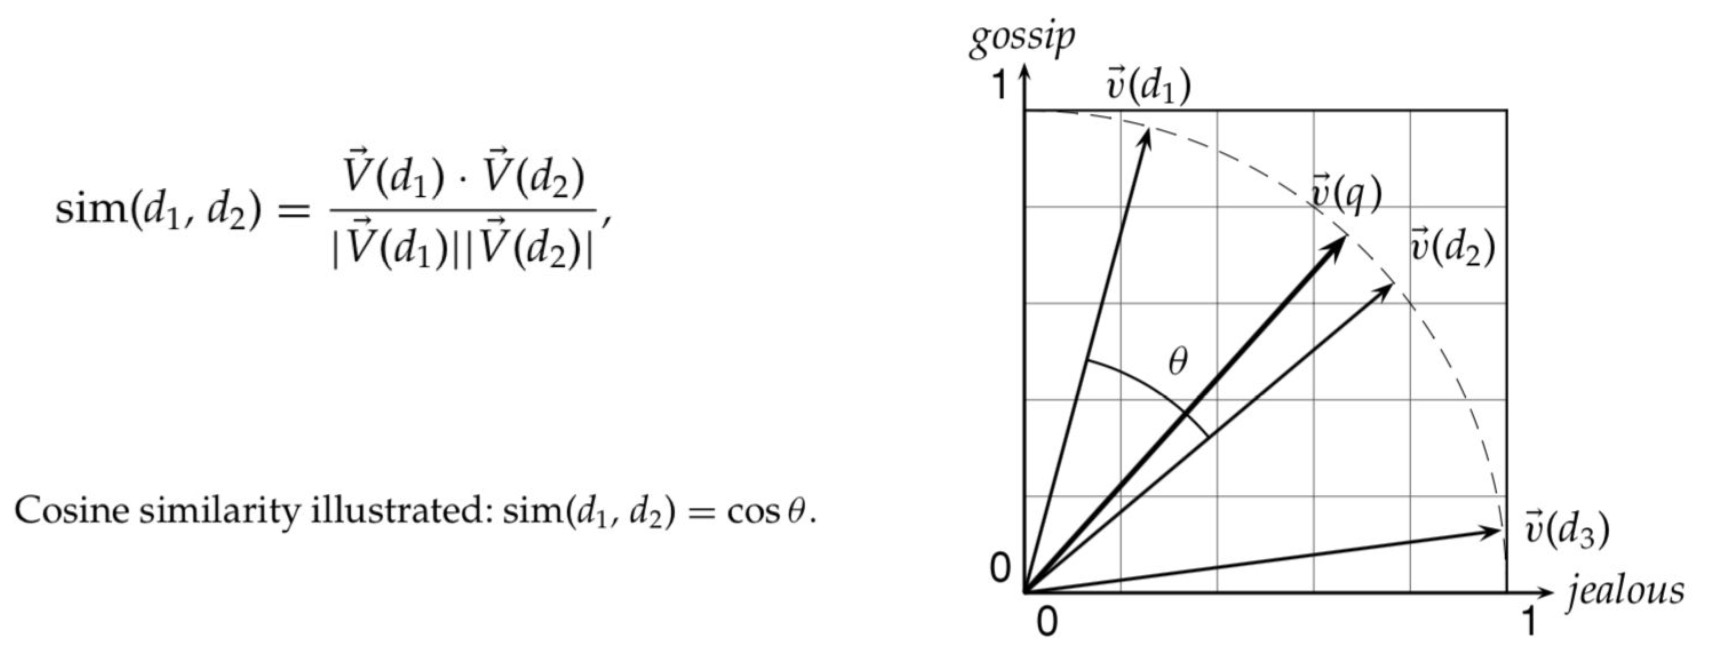 sim(d₁, d₂) = V⃗(d₁) · V⃗(d₂) / |V⃗(d₁)||V⃗(d₂)| ,
Cosine similarity illustrated: sim(d₁, d₂) = cos θ.
gossip
1
v⃗(d₁)
v⃗(q)
v⃗(d₂)
θ
v⃗(d₃)
0
jealous
0
1